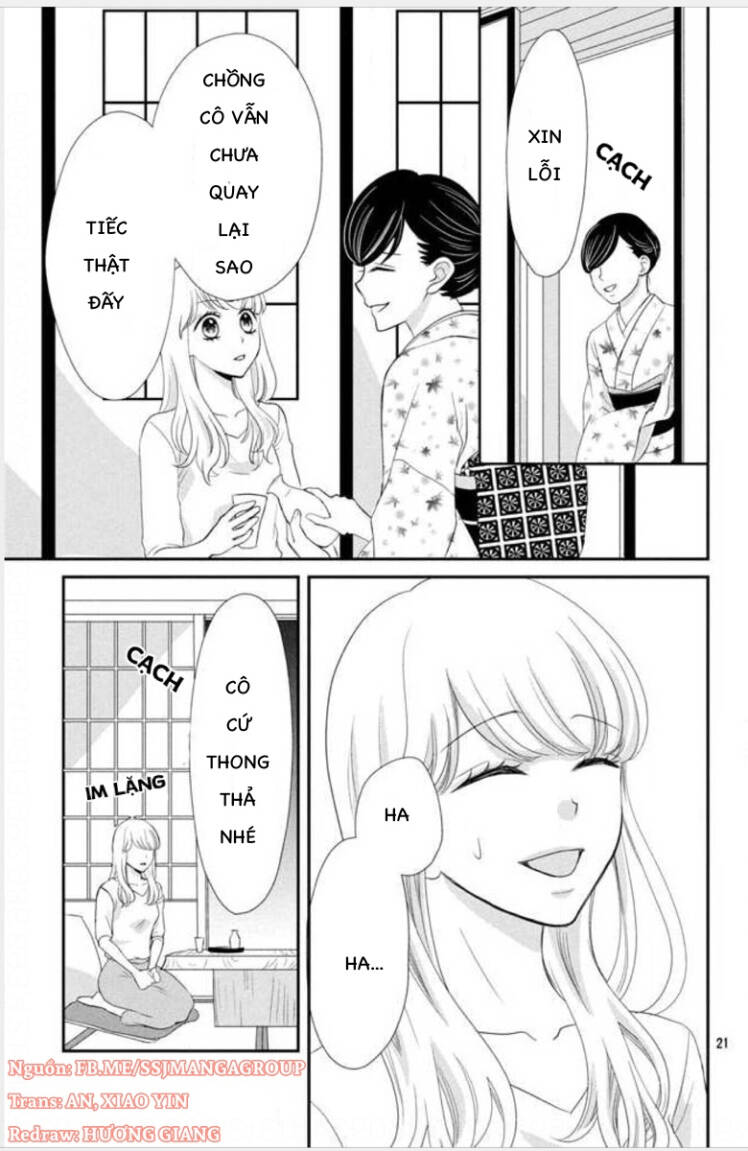 XIN
LỖI
CẠCH
CHỒNG
CÔ VẪN
CHƯA
QUAY
LẠI
SAO
TIẾC
THẬT
ĐẤY
HA
HA...
CÔ
CỨ
THONG
THẢ
NHÉ
CẠCH
IM LẶNG
21
Nguồn: FB.ME/SSJMANGAGROUP
Trans: AN, XIAO YIN
Redraw: HƯƠNG GIANG